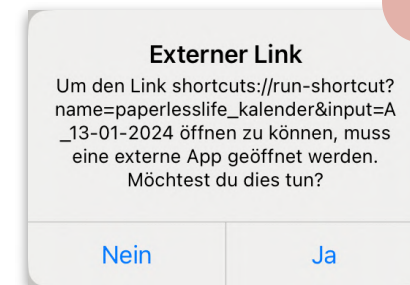 Externer Link
Um den Link shortcuts://run-shortcut?
name=paperlesslife_kalender&input=A
_13-01-2024 öffnen zu können, muss
eine externe App geöffnet werden.
Möchtest du dies tun?
Nein
Ja